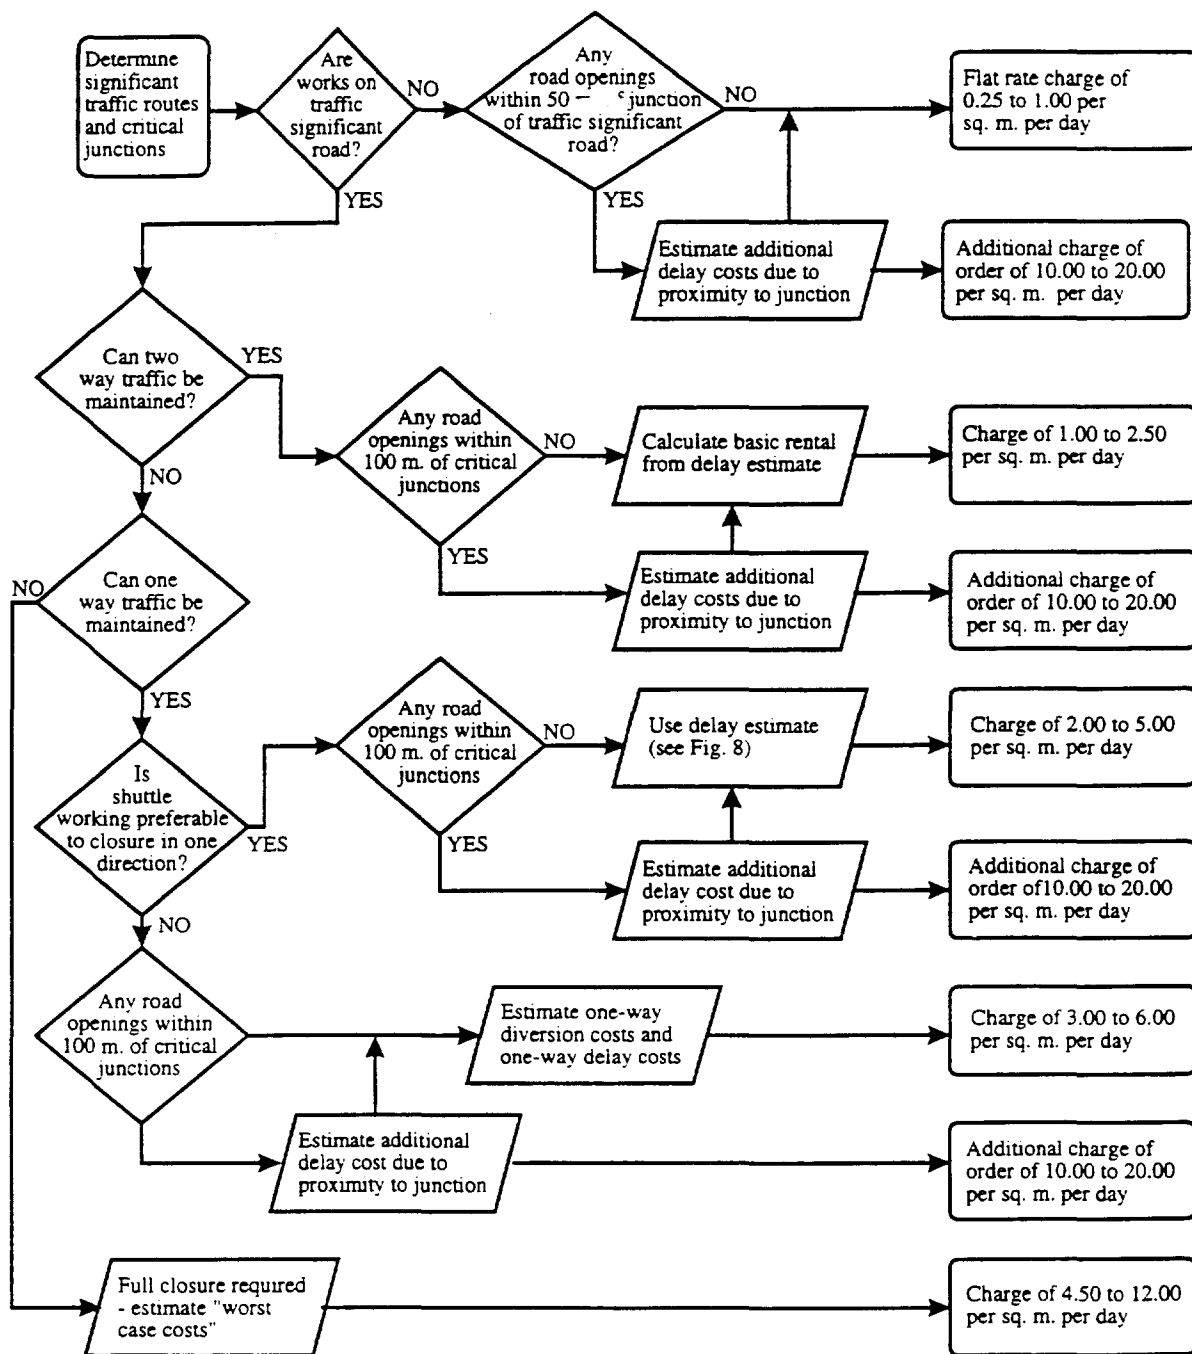 Determine
significant
traffic routes
and critical
junctions
Are
works on
traffic
significant
road?
NO
YES
Any
road openings
within 50 junction
of traffic significant
road?
NO
YES
Flat rate charge of
0.25 to 1.00 per
sq. m. per day
Estimate additional
delay costs due to
proximity to junction
Additional charge of
order of 10.00 to 20.00
per sq. m. per day
Can two
way traffic be
maintained?
YES
NO
Any road
openings within
100 m. of critical
junctions
NO
YES
Calculate basic rental
from delay estimate
Charge of 1.00 to 2.50
per sq. m. per day
Estimate additional
delay costs due to
proximity to junction
Additional charge of
order of 10.00 to 20.00
per sq. m. per day
Can one
way traffic be
maintained?
NO
YES
Any road
openings within
100 m. of critical
junctions
NO
YES
Use delay estimate
(see Fig. 8)
Charge of 2.00 to 5.00
per sq. m. per day
Is
shuttle
working preferable
to closure in one
direction?
YES
NO
Estimate additional
delay cost due to
proximity to junction
Additional charge of
order of10.00 to 20.00
per sq. m. per day
Any road
openings within
100 m. of critical
junctions
Estimate one-way
diversion costs and
one-way delay costs
Charge of 3.00 to 6.00
per sq. m. per day
Estimate additional
delay cost due to
proximity to junction
Additional charge of
order of 10.00 to 20.00
per sq. m. per day
Full closure required
- estimate "worst
case costs"
Charge of 4.50 to 12.00
per sq. m. per day